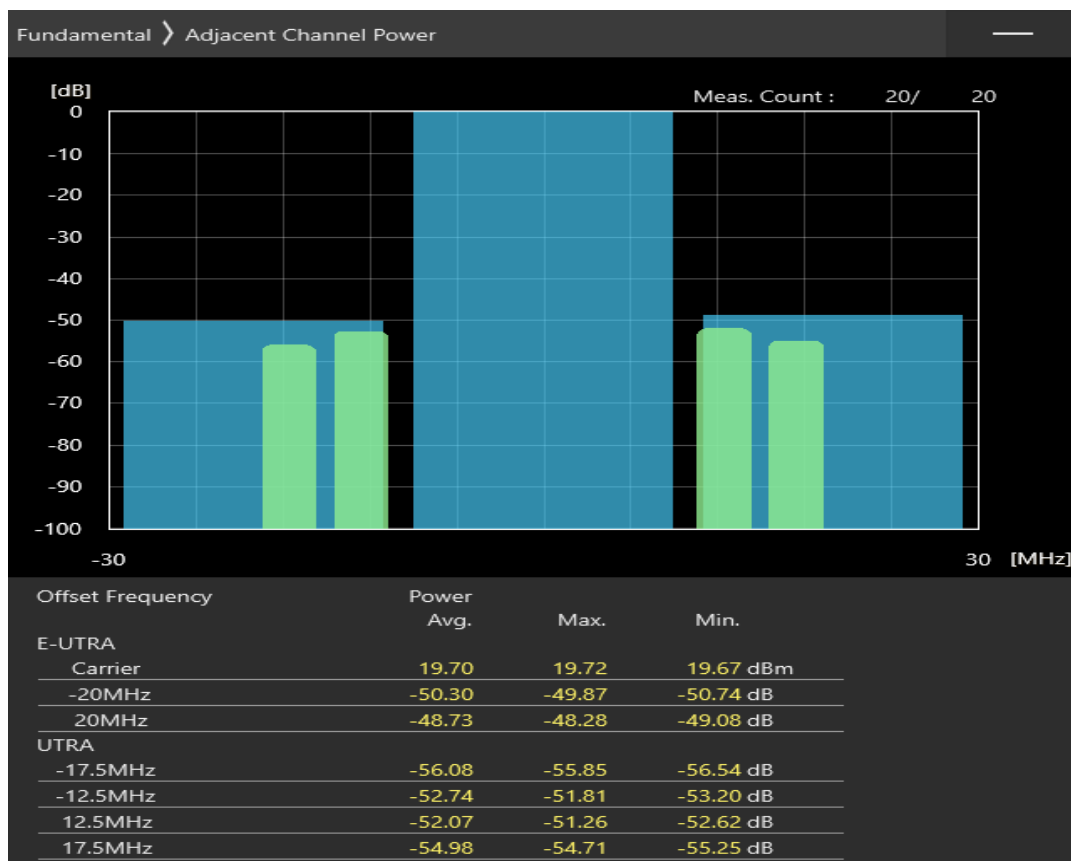 Fundamental ❯ Adjacent Channel Power
[dB]
Meas. Count : 20/ 20
0
-10
-20
-30
-40
-50
-60
-70
-80
-90
-100
-30 30 [MHz]
Offset Frequency Power
Avg. Max. Min.
E-UTRA
Carrier 19.70 19.72 19.67 dBm
-20MHz -50.30 -49.87 -50.74 dB
20MHz -48.73 -48.28 -49.08 dB
UTRA
-17.5MHz -56.08 -55.85 -56.54 dB
-12.5MHz -52.74 -51.81 -53.20 dB
12.5MHz -52.07 -51.26 -52.62 dB
17.5MHz -54.98 -54.71 -55.25 dB